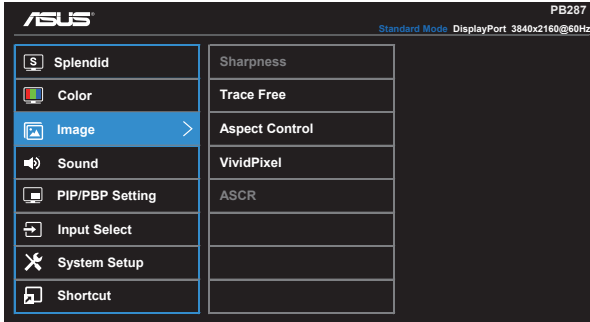 ASUS
PB287
Standard Mode DisplayPort 3840x2160@60Hz
S Splendid
Color
Image
Sound
PIP/PBP Setting
Input Select
System Setup
Shortcut
Sharpness
Trace Free
Aspect Control
VividPixel
ASCR